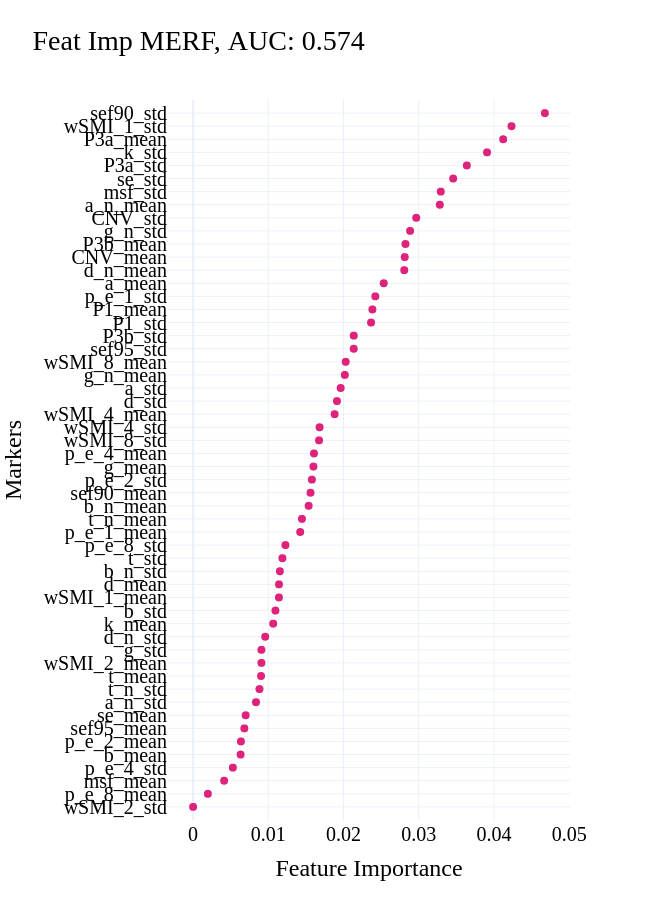 Feat Imp MERF, AUC: 0.574
sef90_std
wSMI_1_std
P3a_mean
k_std
P3a_std
se_std
msf_std
a_n_mean
CNV_std
g_n_std
P3b_mean
CNV_mean
d_n_mean
a_mean
p_e_1_std
P1_mean
P1_std
P3b_std
sef95_std
wSMI_8_mean
g_n_mean
a_std
d_std
wSMI_4_mean
wSMI_4_std
wSMI_8_std
p_e_4_mean
g_mean
p_e_2_std
sef90_mean
b_n_mean
t_n_mean
p_e_1_mean
p_e_8_std
t_std
b_n_std
d_mean
wSMI_1_mean
b_std
k_mean
d_n_std
g_std
wSMI_2_mean
t_mean
t_n_std
a_n_std
se_mean
sef95_mean
p_e_2_mean
b_mean
p_e_4_std
msf_mean
p_e_8_mean
wSMI_2_std
Markers
0 0.01 0.02 0.03 0.04 0.05
Feature Importance